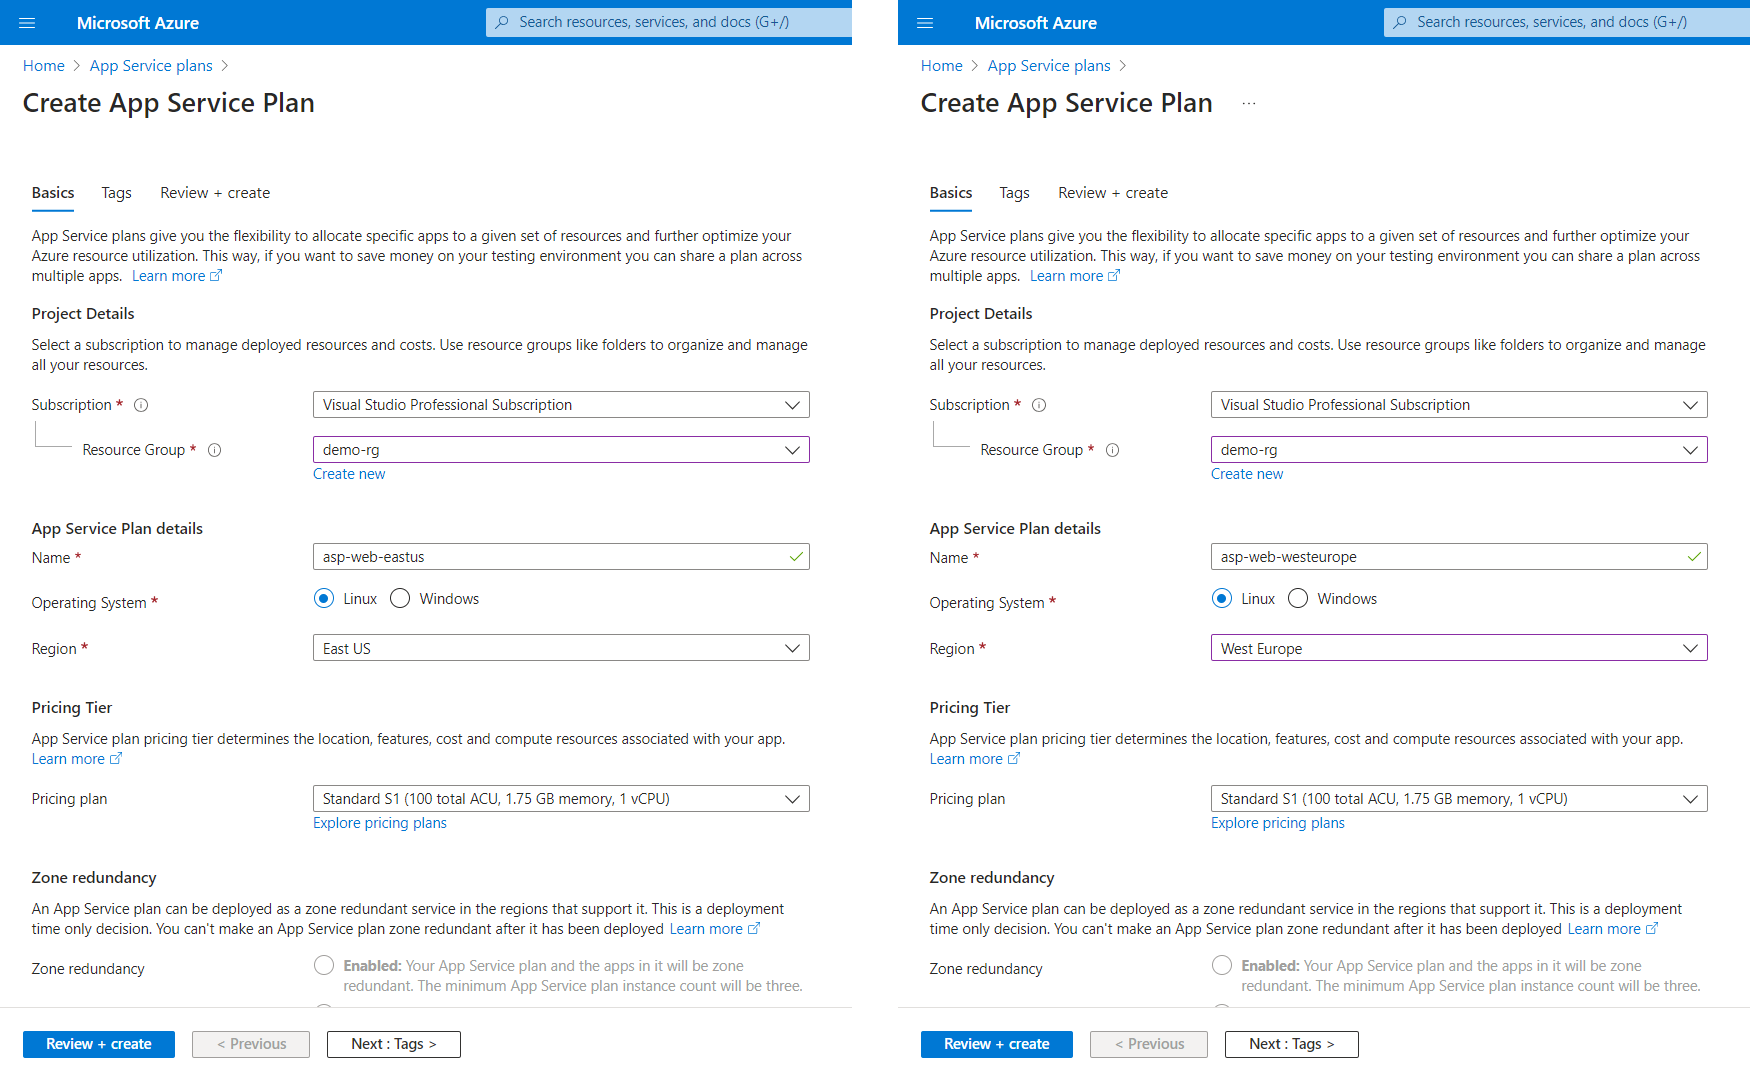 Microsoft Azure
Search resources, services, and docs (G+/)
Home > App Service plans >
Create App Service Plan
Basics Tags Review + create
App Service plans give you the flexibility to allocate specific apps to a given set of resources and further optimize your
Azure resource utilization. This way, if you want to save money on your testing environment you can share a plan across
multiple apps. Learn more
Project Details
Select a subscription to manage deployed resources and costs. Use resource groups like folders to organize and manage
all your resources.
Subscription * Visual Studio Professional Subscription
Resource Group * demo-rg
Create new
App Service Plan details
Name * asp-web-eastus
Operating System * Linux Windows
Region * East US
Pricing Tier
App Service plan pricing tier determines the location, features, cost and compute resources associated with your app.
Learn more
Pricing plan Standard S1 (100 total ACU, 1.75 GB memory, 1 vCPU)
Explore pricing plans
Zone redundancy
An App Service plan can be deployed as a zone redundant service in the regions that support it. This is a deployment
time only decision. You can't make an App Service plan zone redundant after it has been deployed Learn more
Zone redundancy Enabled: Your App Service plan and the apps in it will be zone
redundant. The minimum App Service plan instance count will be three.
Review + create < Previous Next : Tags >
Microsoft Azure
Search resources, services, and docs (G+/)
Home > App Service plans >
Create App Service Plan ...
Basics Tags Review + create
App Service plans give you the flexibility to allocate specific apps to a given set of resources and further optimize your
Azure resource utilization. This way, if you want to save money on your testing environment you can share a plan across
multiple apps. Learn more
Project Details
Select a subscription to manage deployed resources and costs. Use resource groups like folders to organize and manage
all your resources.
Subscription * Visual Studio Professional Subscription
Resource Group * demo-rg
Create new
App Service Plan details
Name * asp-web-westeurope
Operating System * Linux Windows
Region * West Europe
Pricing Tier
App Service plan pricing tier determines the location, features, cost and compute resources associated with your app.
Learn more
Pricing plan Standard S1 (100 total ACU, 1.75 GB memory, 1 vCPU)
Explore pricing plans
Zone redundancy
An App Service plan can be deployed as a zone redundant service in the regions that support it. This is a deployment
time only decision. You can't make an App Service plan zone redundant after it has been deployed Learn more
Zone redundancy Enabled: Your App Service plan and the apps in it will be zone
redundant. The minimum App Service plan instance count will be three.
Review + create < Previous Next : Tags >